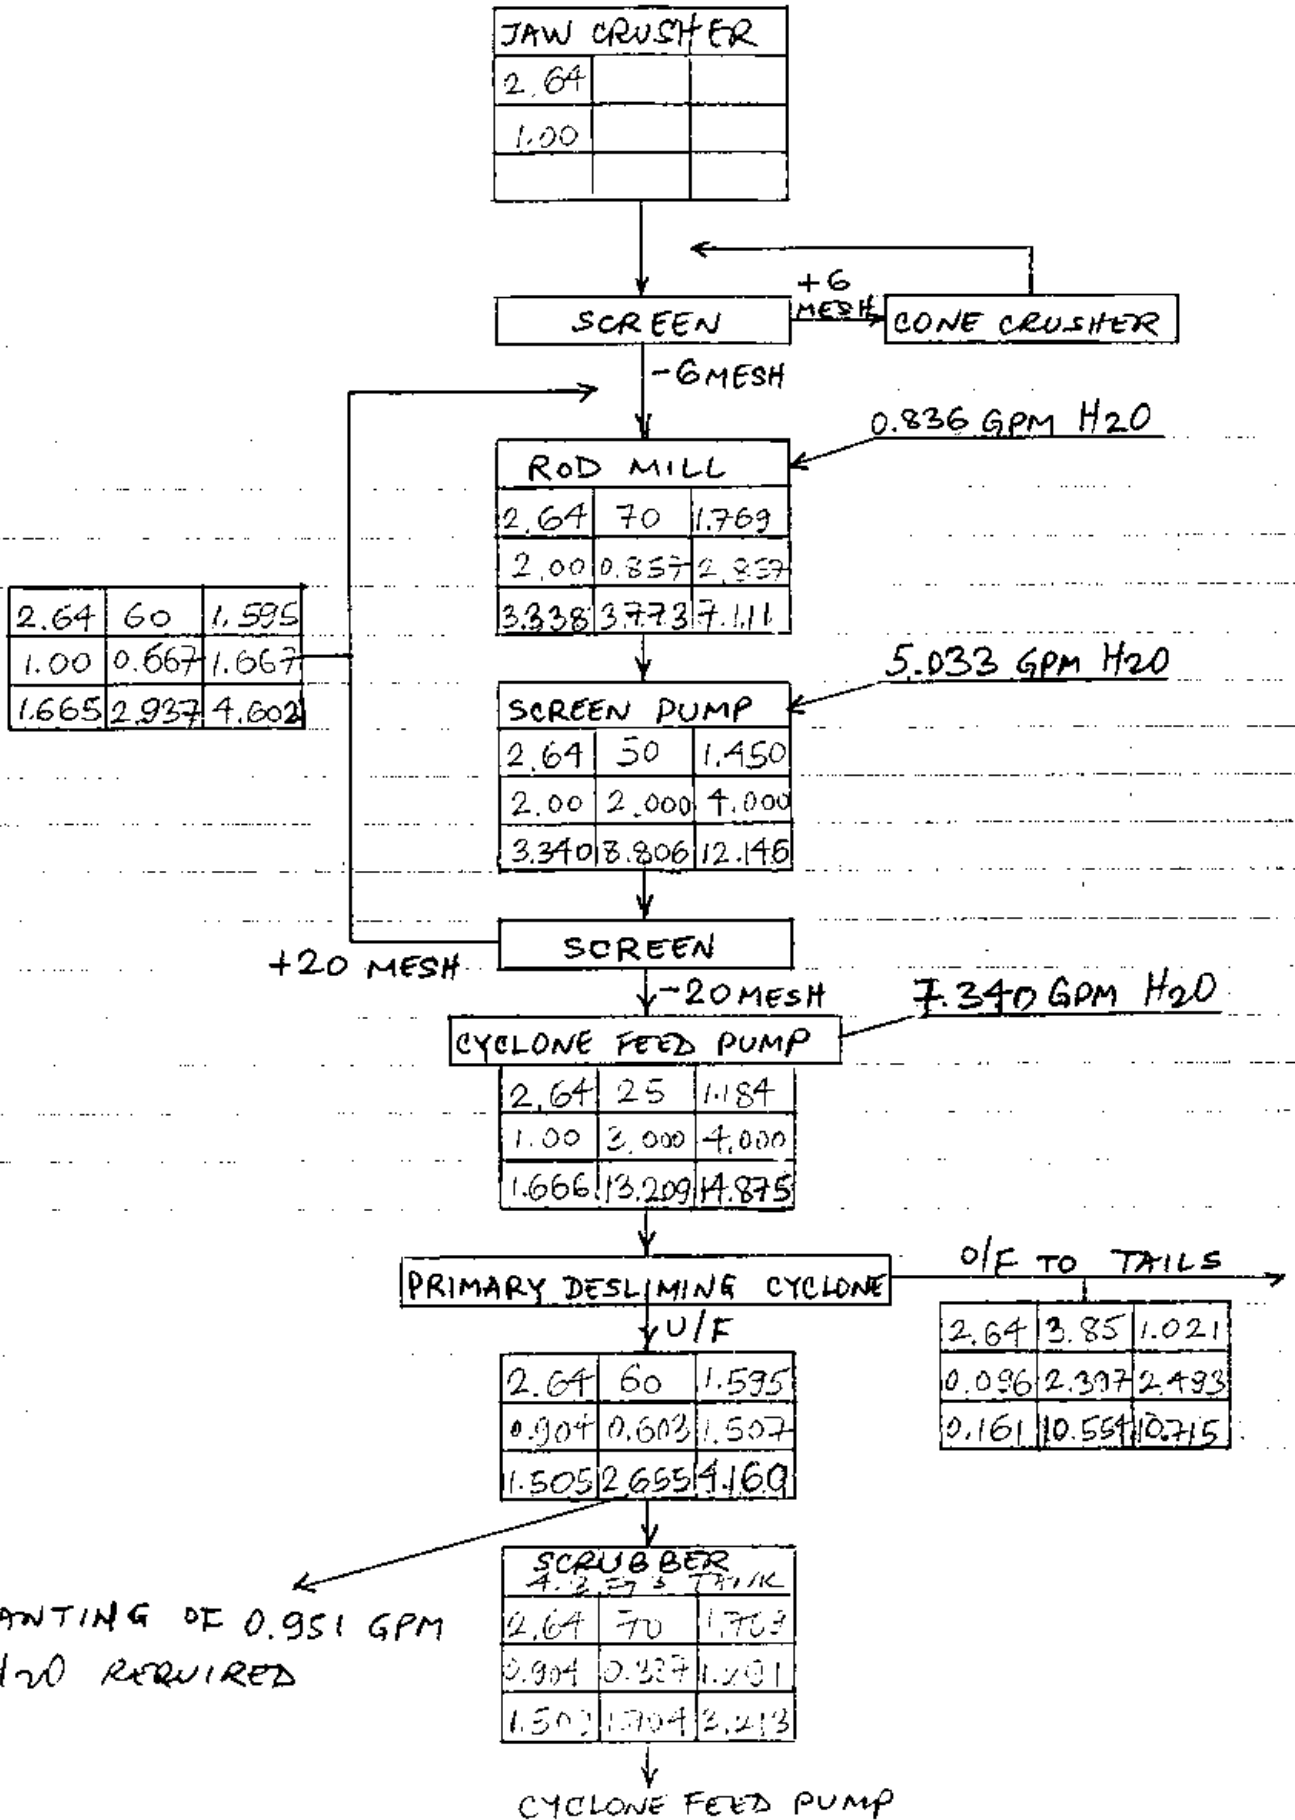 JAW CRUSHER
2.64
1.00
+6
MESH
SCREEN
CONE CRUSHER
-6 MESH
0.836 GPM H2O
ROD MILL
2.64 70 1.769
2.00 0.857 2.857
3.338 3.773 7.111
2.64 60 1.595
1.00 0.667 1.667
1.665 2.937 4.602
5.033 GPM H2O
SCREEN PUMP
2.64 50 1.450
2.00 2.000 4.000
3.340 8.806 12.146
SCREEN
+20 MESH
-20 MESH
7.340 GPM H2O
CYCLONE FEED PUMP
2.64 25 1.184
1.00 3.000 4.000
1.666 13.209 14.875
PRIMARY DESLIMING CYCLONE
O/F TO TAILS
2.64 3.85 1.021
0.096 2.397 2.493
0.161 10.554 10.715
U/F
2.64 60 1.595
0.904 0.603 1.507
1.505 2.655 4.160
ANTING OF 0.951 GPM
H2O REQUIRED
SCRUBBER
2.64 70
0.904
3.213
CYCLONE FEED PUMP